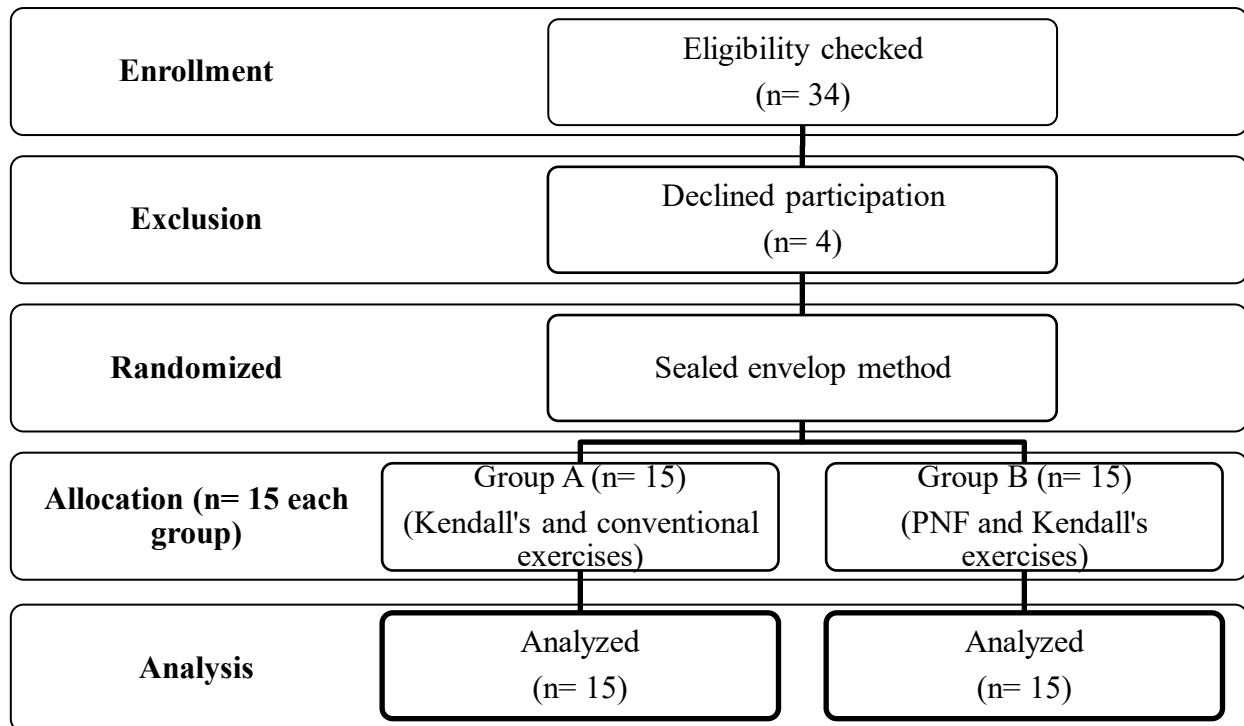 Enrollment
Eligibility checked
(n= 34)
Exclusion
Declined participation
(n= 4)
Randomized
Sealed envelop method
Allocation (n= 15 each
group)
Group A (n= 15)
(Kendall's and conventional
exercises)
Group B (n= 15)
(PNF and Kendall's
exercises)
Analysis
Analyzed
(n= 15)
Analyzed
(n= 15)